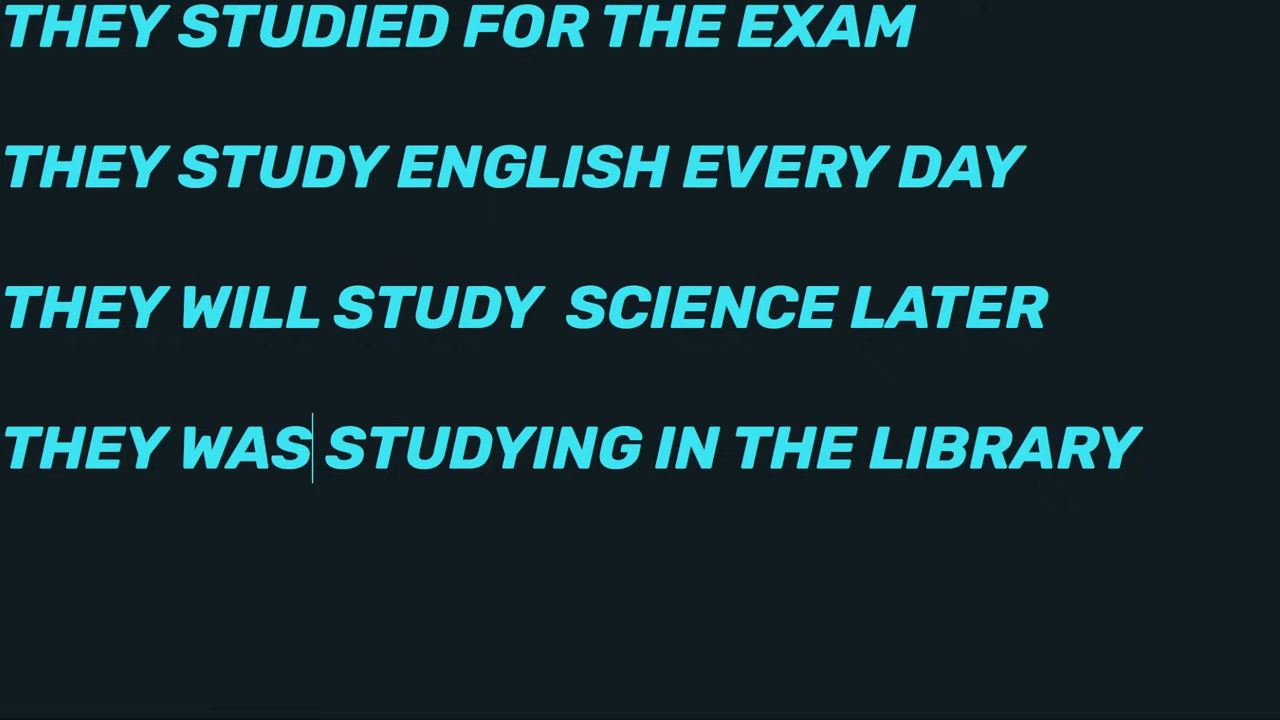 THEY STUDIED FOR THE EXAM
THEY STUDY ENGLISH EVERY DAY
THEY WILL STUDY  SCIENCE LATER
THEY WAS STUDYING IN THE LIBRARY